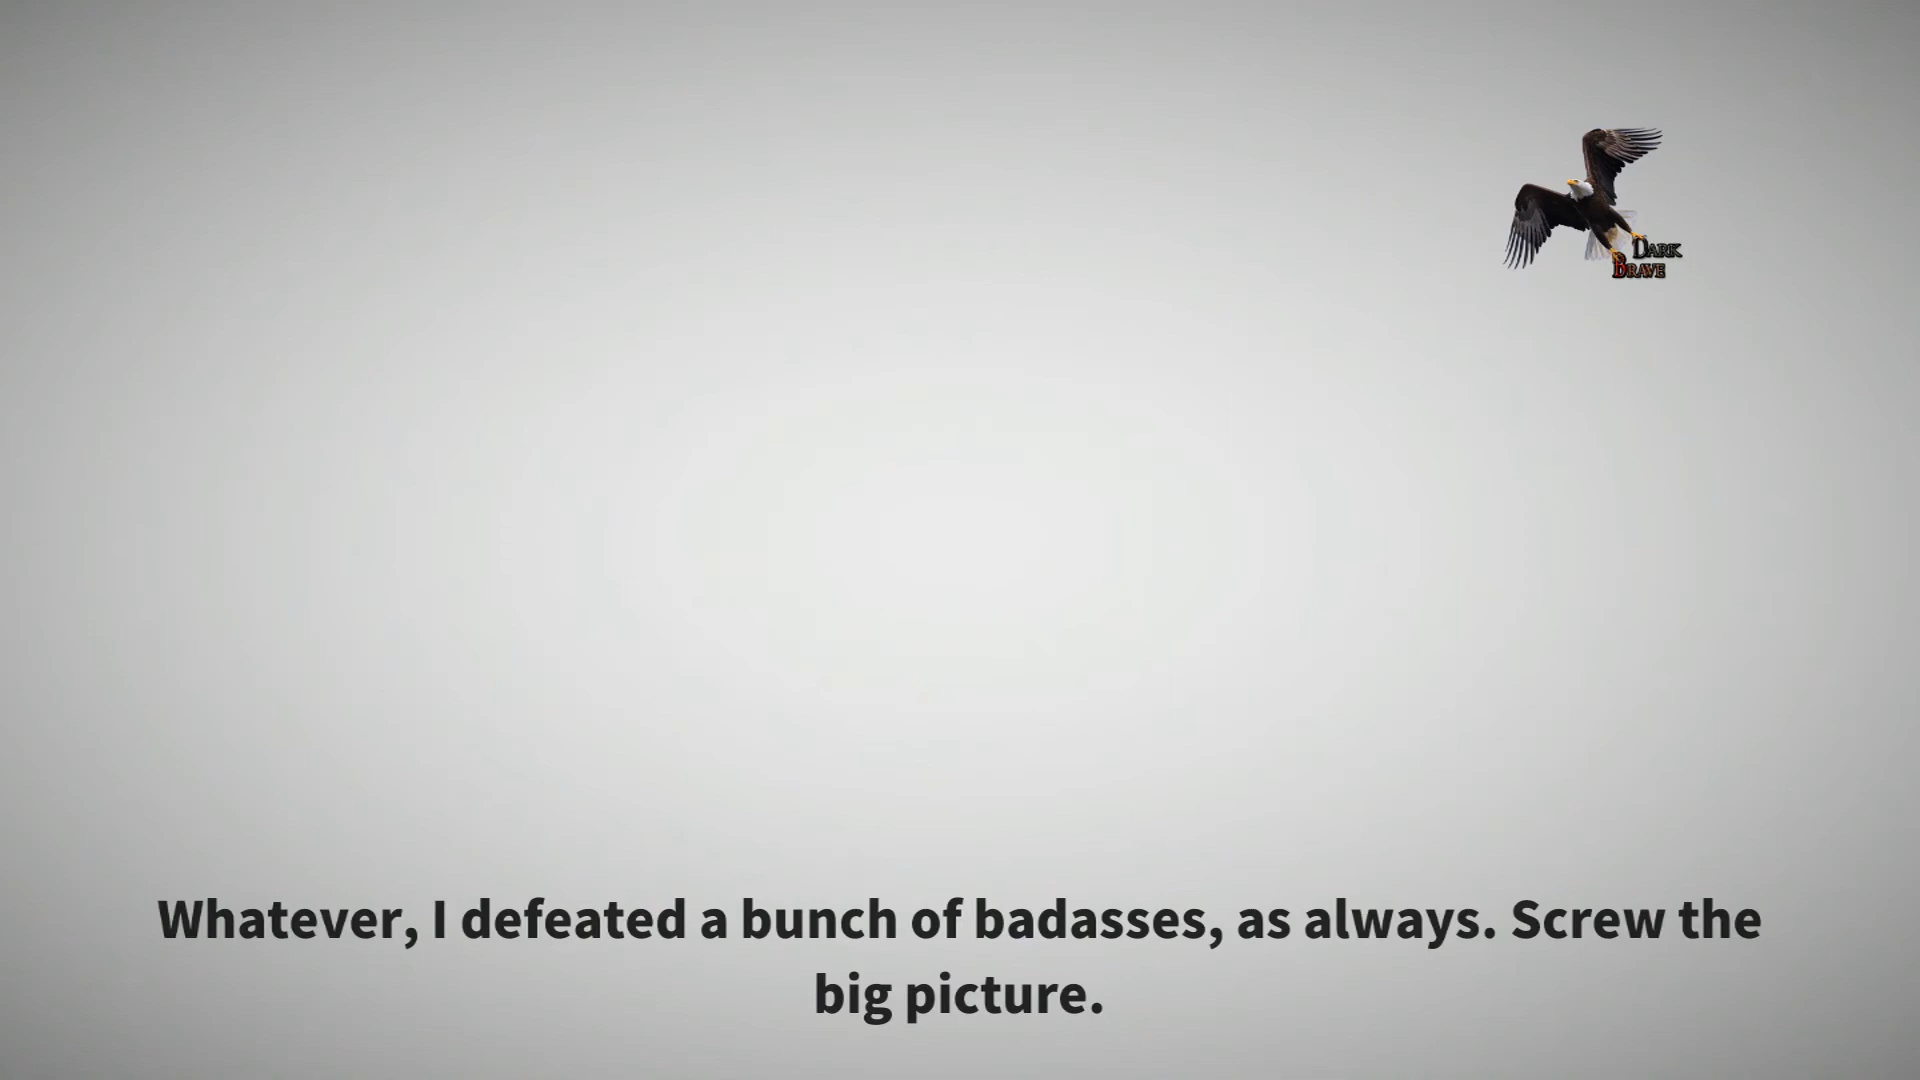 DARK
BRAVE
Whatever, I defeated a bunch of badasses, as always. Screw the
big picture.